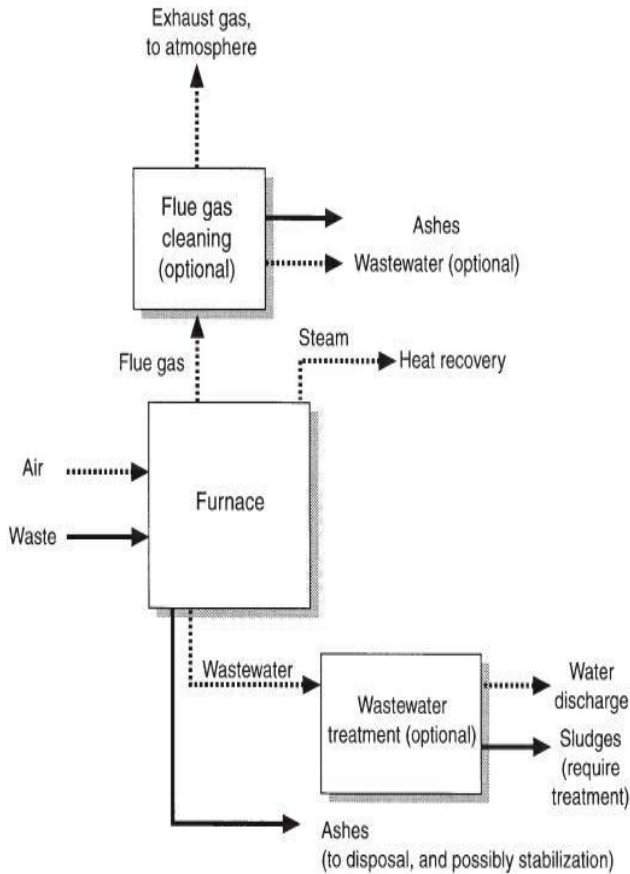 Exhaust gas,
to atmosphere
Flue gas
cleaning
(optional)
Ashes
Wastewater (optional)
Steam
Flue gas
Heat recovery
Air
Furnace
Waste
Wastewater
Wastewater
treatment (optional)
Water
discharge
Sludges
(require
treatment)
Ashes
(to disposal, and possibly stabilization)